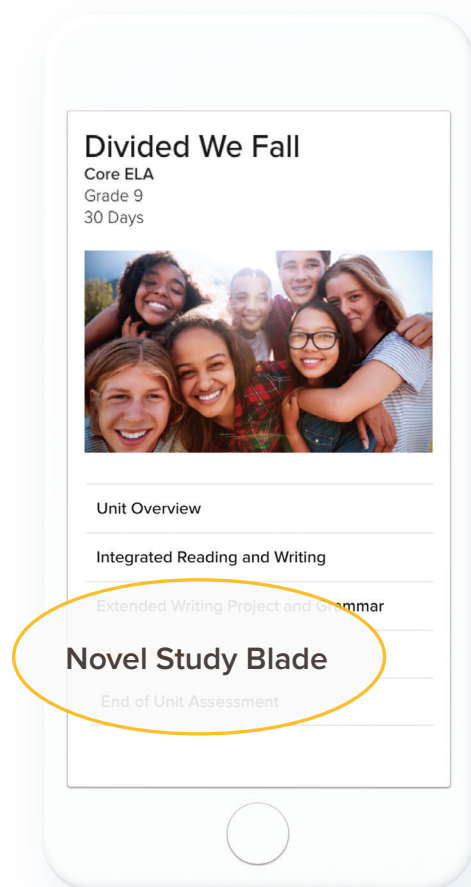 Divided We Fall
Core ELA
Grade 9
30 Days
Unit Overview
Integrated Reading and Writing
Extended Writing Project and Grammar
Novel Study Blade
End of Unit Assessment